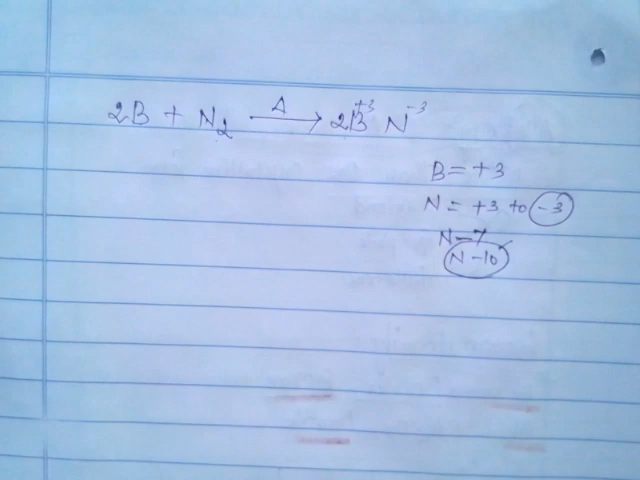 2B + N₂ —Δ→ 2B⁺³ N⁻³
B = +3
N = +3 to -3
N-7
N-10